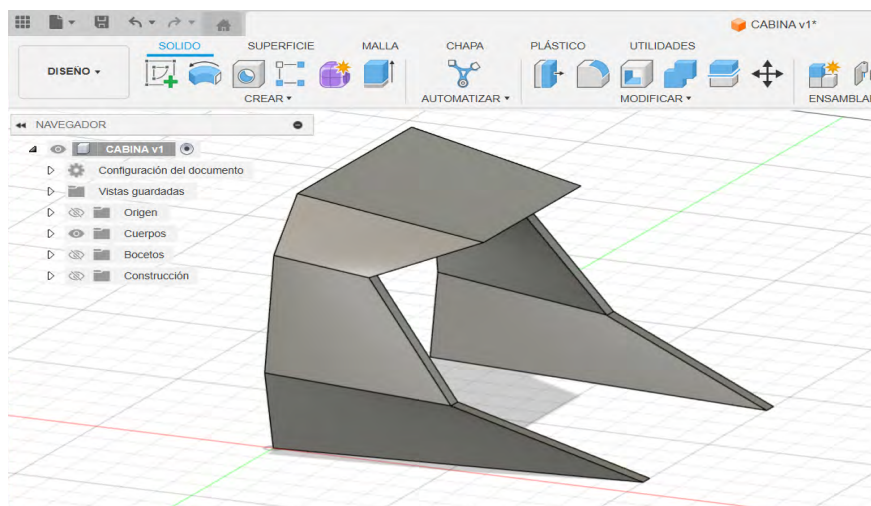 CABINA v1*
DISEÑO
SOLIDO SUPERFICIE MALLA CHAPA PLÁSTICO UTILIDADES
CREAR AUTOMATIZAR MODIFICAR ENSAMBLA
NAVEGADOR
CABINA v1
Configuración del documento
Vistas guardadas
Origen
Cuerpos
Bocetos
Construcción